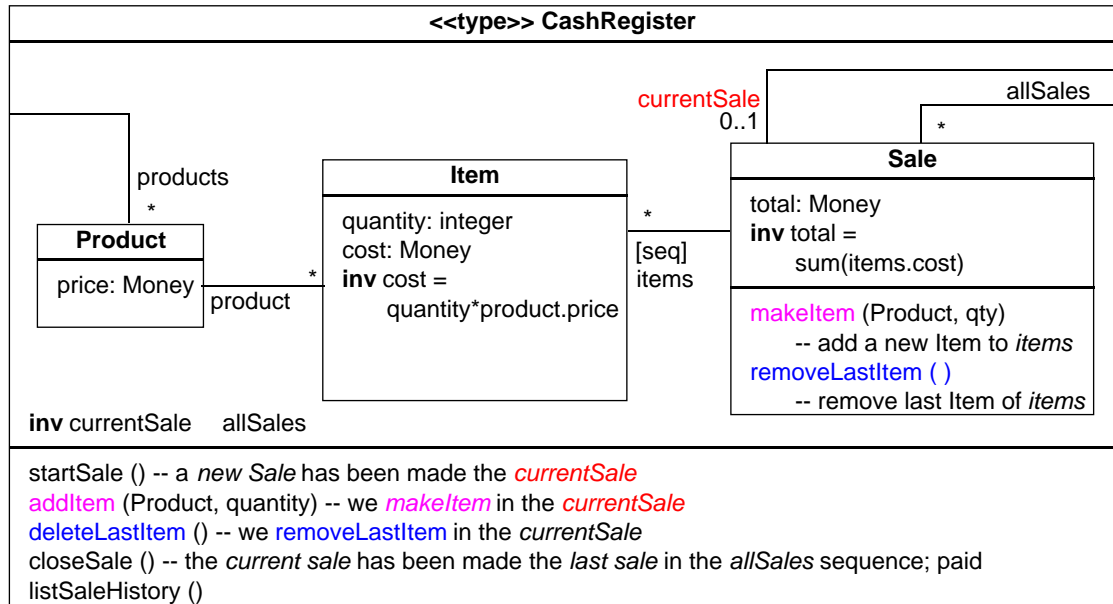 <<type>> CashRegister
currentSale
0..1
allSales
*
products
*
Product
price: Money
product
*
Item
quantity: integer
cost: Money
inv cost =
quantity*product.price
*
[seq]
items
Sale
total: Money
inv total =
sum(items.cost)
makeItem (Product, qty)
-- add a new Item to items
removeLastItem ( )
-- remove last Item of items
inv currentSale allSales
startSale () -- a new Sale has been made the currentSale
addItem (Product, quantity) -- we makeItem in the currentSale
deleteLastItem () -- we removeLastItem in the currentSale
closeSale () -- the current sale has been made the last sale in the allSales sequence; paid
listSaleHistory ()